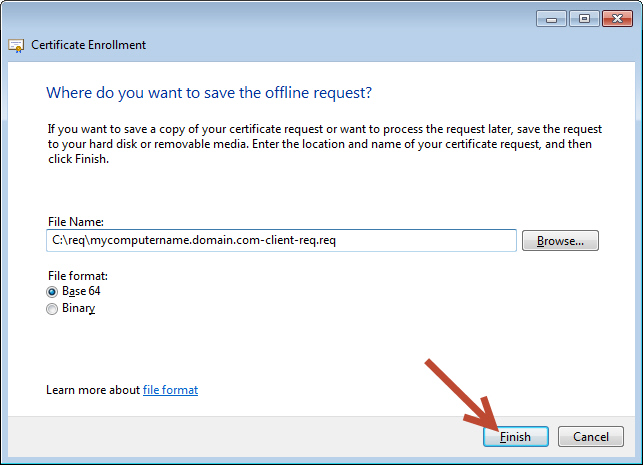 Certificate Enrollment
Where do you want to save the offline request?
If you want to save a copy of your certificate request or want to process the request later, save the request
to your hard disk or removable media. Enter the location and name of your certificate request, and then
click Finish.
File Name:
C:\req\mycomputername.domain.com-client-req.req
Browse...
File format:
Base 64
Binary
Learn more about file format
Finish Cancel